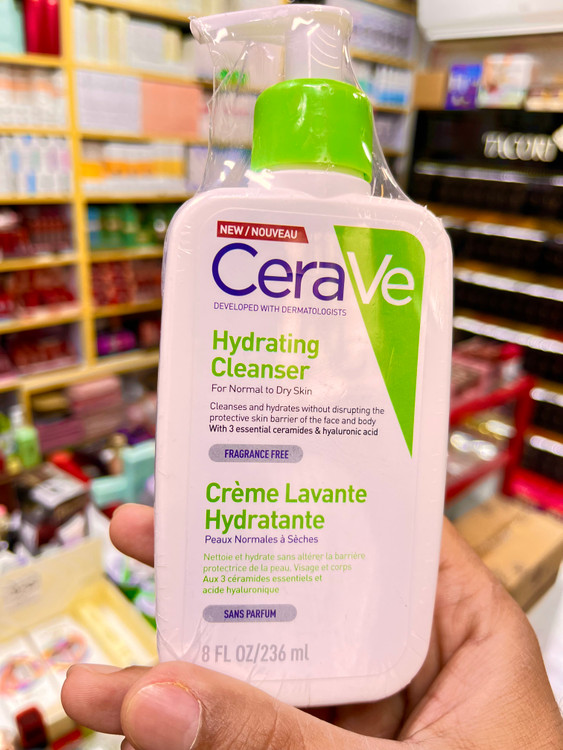 NEW / NOUVEAU
CeraVe
DEVELOPED WITH DERMATOLOGISTS
Hydrating
Cleanser
For Normal to Dry Skin
Cleanses and hydrates without disrupting the
protective skin barrier of the face and body
With 3 essential ceramides & hyaluronic acid
FRAGRANCE FREE
Crème Lavante
Hydratante
Peaux Normales à Sèches
Nettoie et hydrate sans altérer la barrière
protectrice de la peau. Visage et corps
Aux 3 céramides essentiels et
acide hyaluronique
SANS PARFUM
8 FL OZ/236 ml